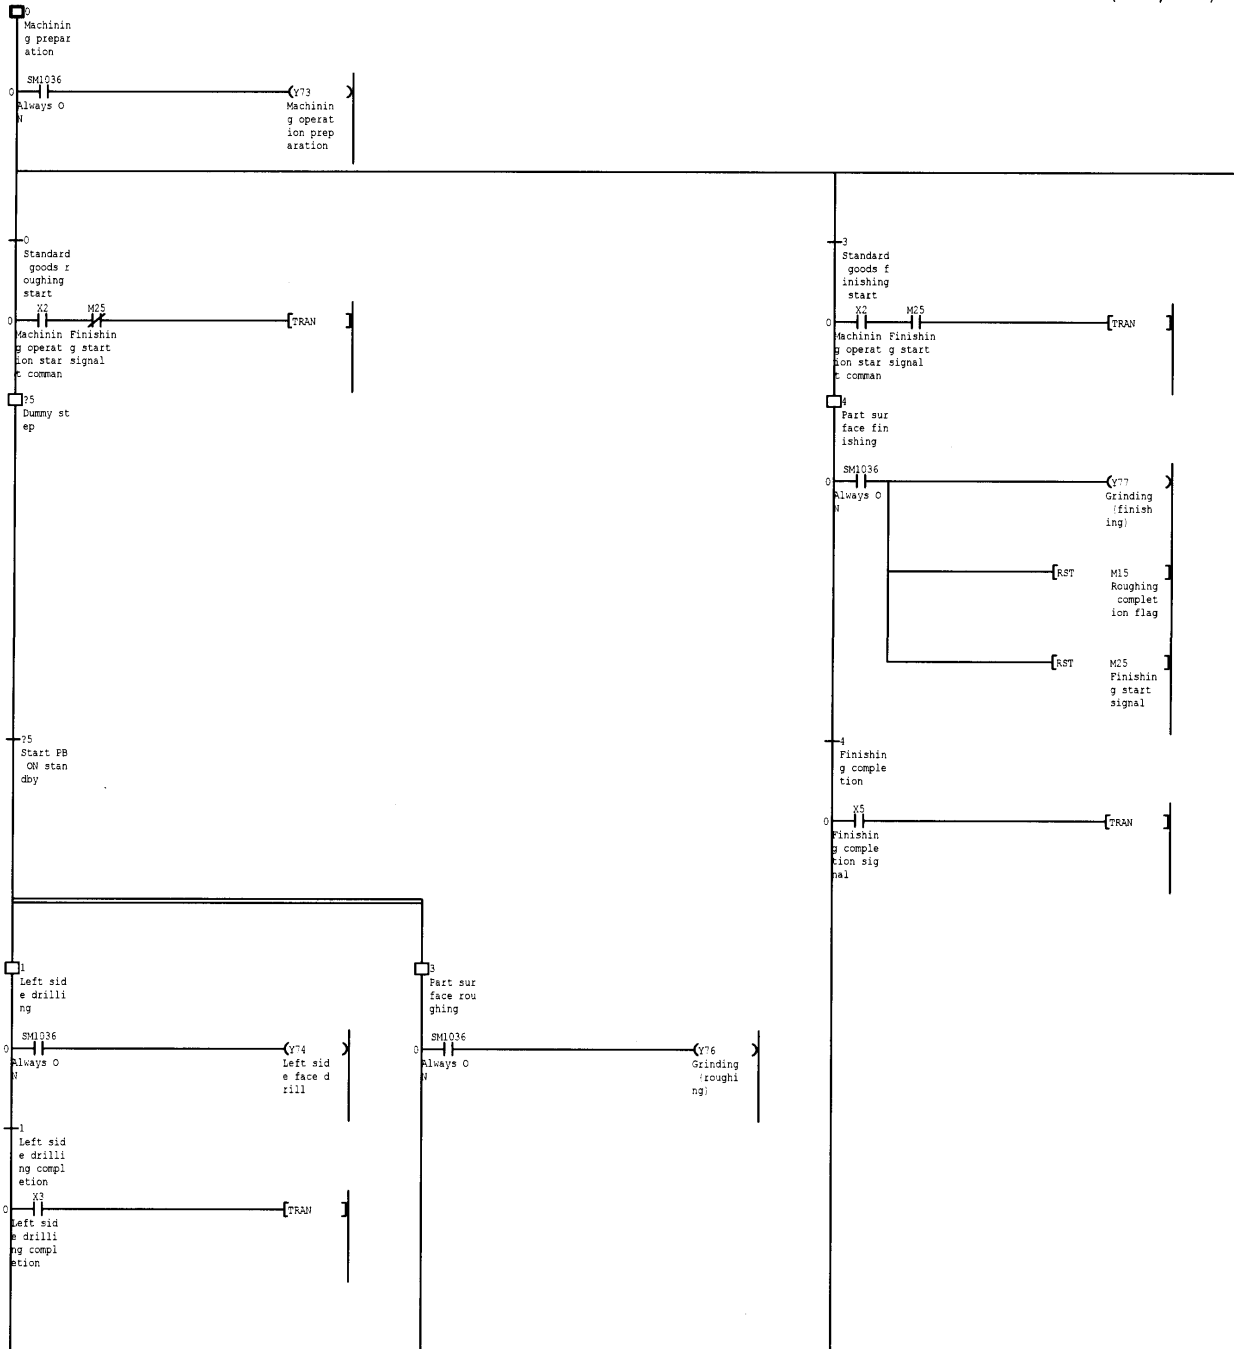 0
Machinin
g prepar
ation
SM1036
0
Always O
N
Y73
Machinin
g operat
ion prep
aration
0
Standard
goods r
oughing
start
X2 M25
0
TRAN
Machinin Finishin
g operat g start
ion star signal
t comman
?5
Dummy st
ep
?5
Start PB
ON stan
dby
1
Left sid
e drilli
ng
SM1036
0
Always O
N
Y74
Left sid
e face d
rill
1
Left sid
e drilli
ng compl
etion
X3
0
TRAN
Left sid
e drilli
ng compl
etion
3
Part sur
face rou
ghing
SM1036
0
Always O
N
Y76
Grinding
(roughi
ng)
3
Standard
goods f
inishing
start
X2 M25
0
TRAN
Machinin Finishin
g operat g start
ion star signal
t comman
4
Part sur
face fin
ishing
SM1036
0
Always O
N
Y77
Grinding
(finish
ing)
RST M15
Roughing
complet
ion flag
RST M25
Finishin
g start
signal
4
Finishin
g comple
tion
X5
0
TRAN
Finishin
g comple
tion sig
nal